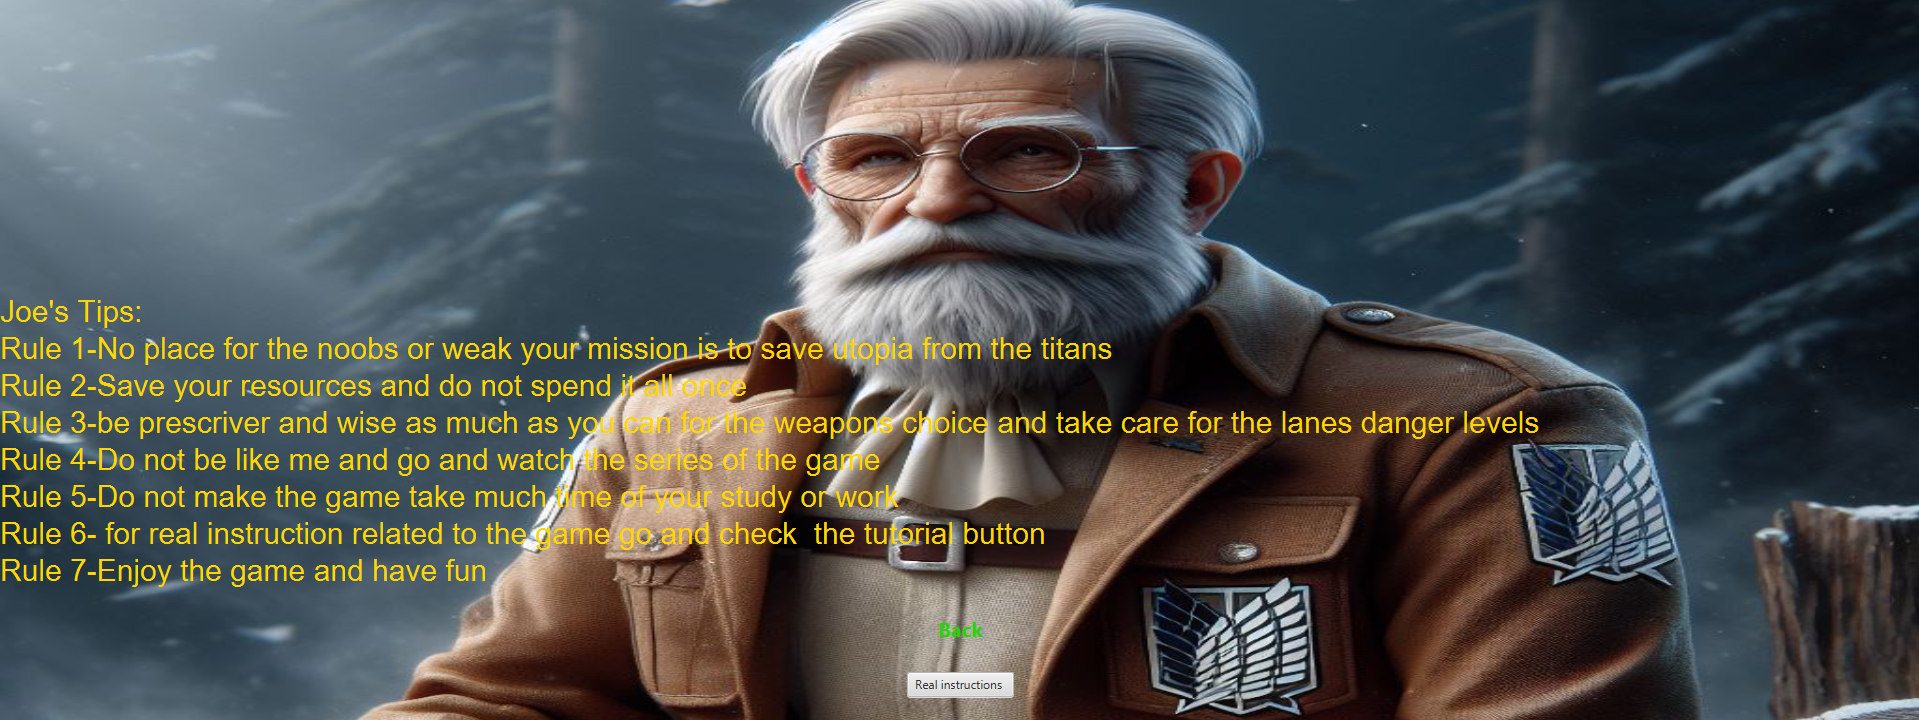 Joe's Tips:
Rule 1-No place for the noobs or weak your mission is to save utopia from the titans
Rule 2-Save your resources and do not spend it all once
Rule 3-be prescriver and wise as much as you can for the weapons choice and take care for the lanes danger levels
Rule 4-Do not be like me and go and watch the series of the game
Rule 5-Do not make the game take much time of your study or work
Rule 6- for real instruction related to the game go and check  the tutorial button
Rule 7-Enjoy the game and have fun
Back
Real instructions